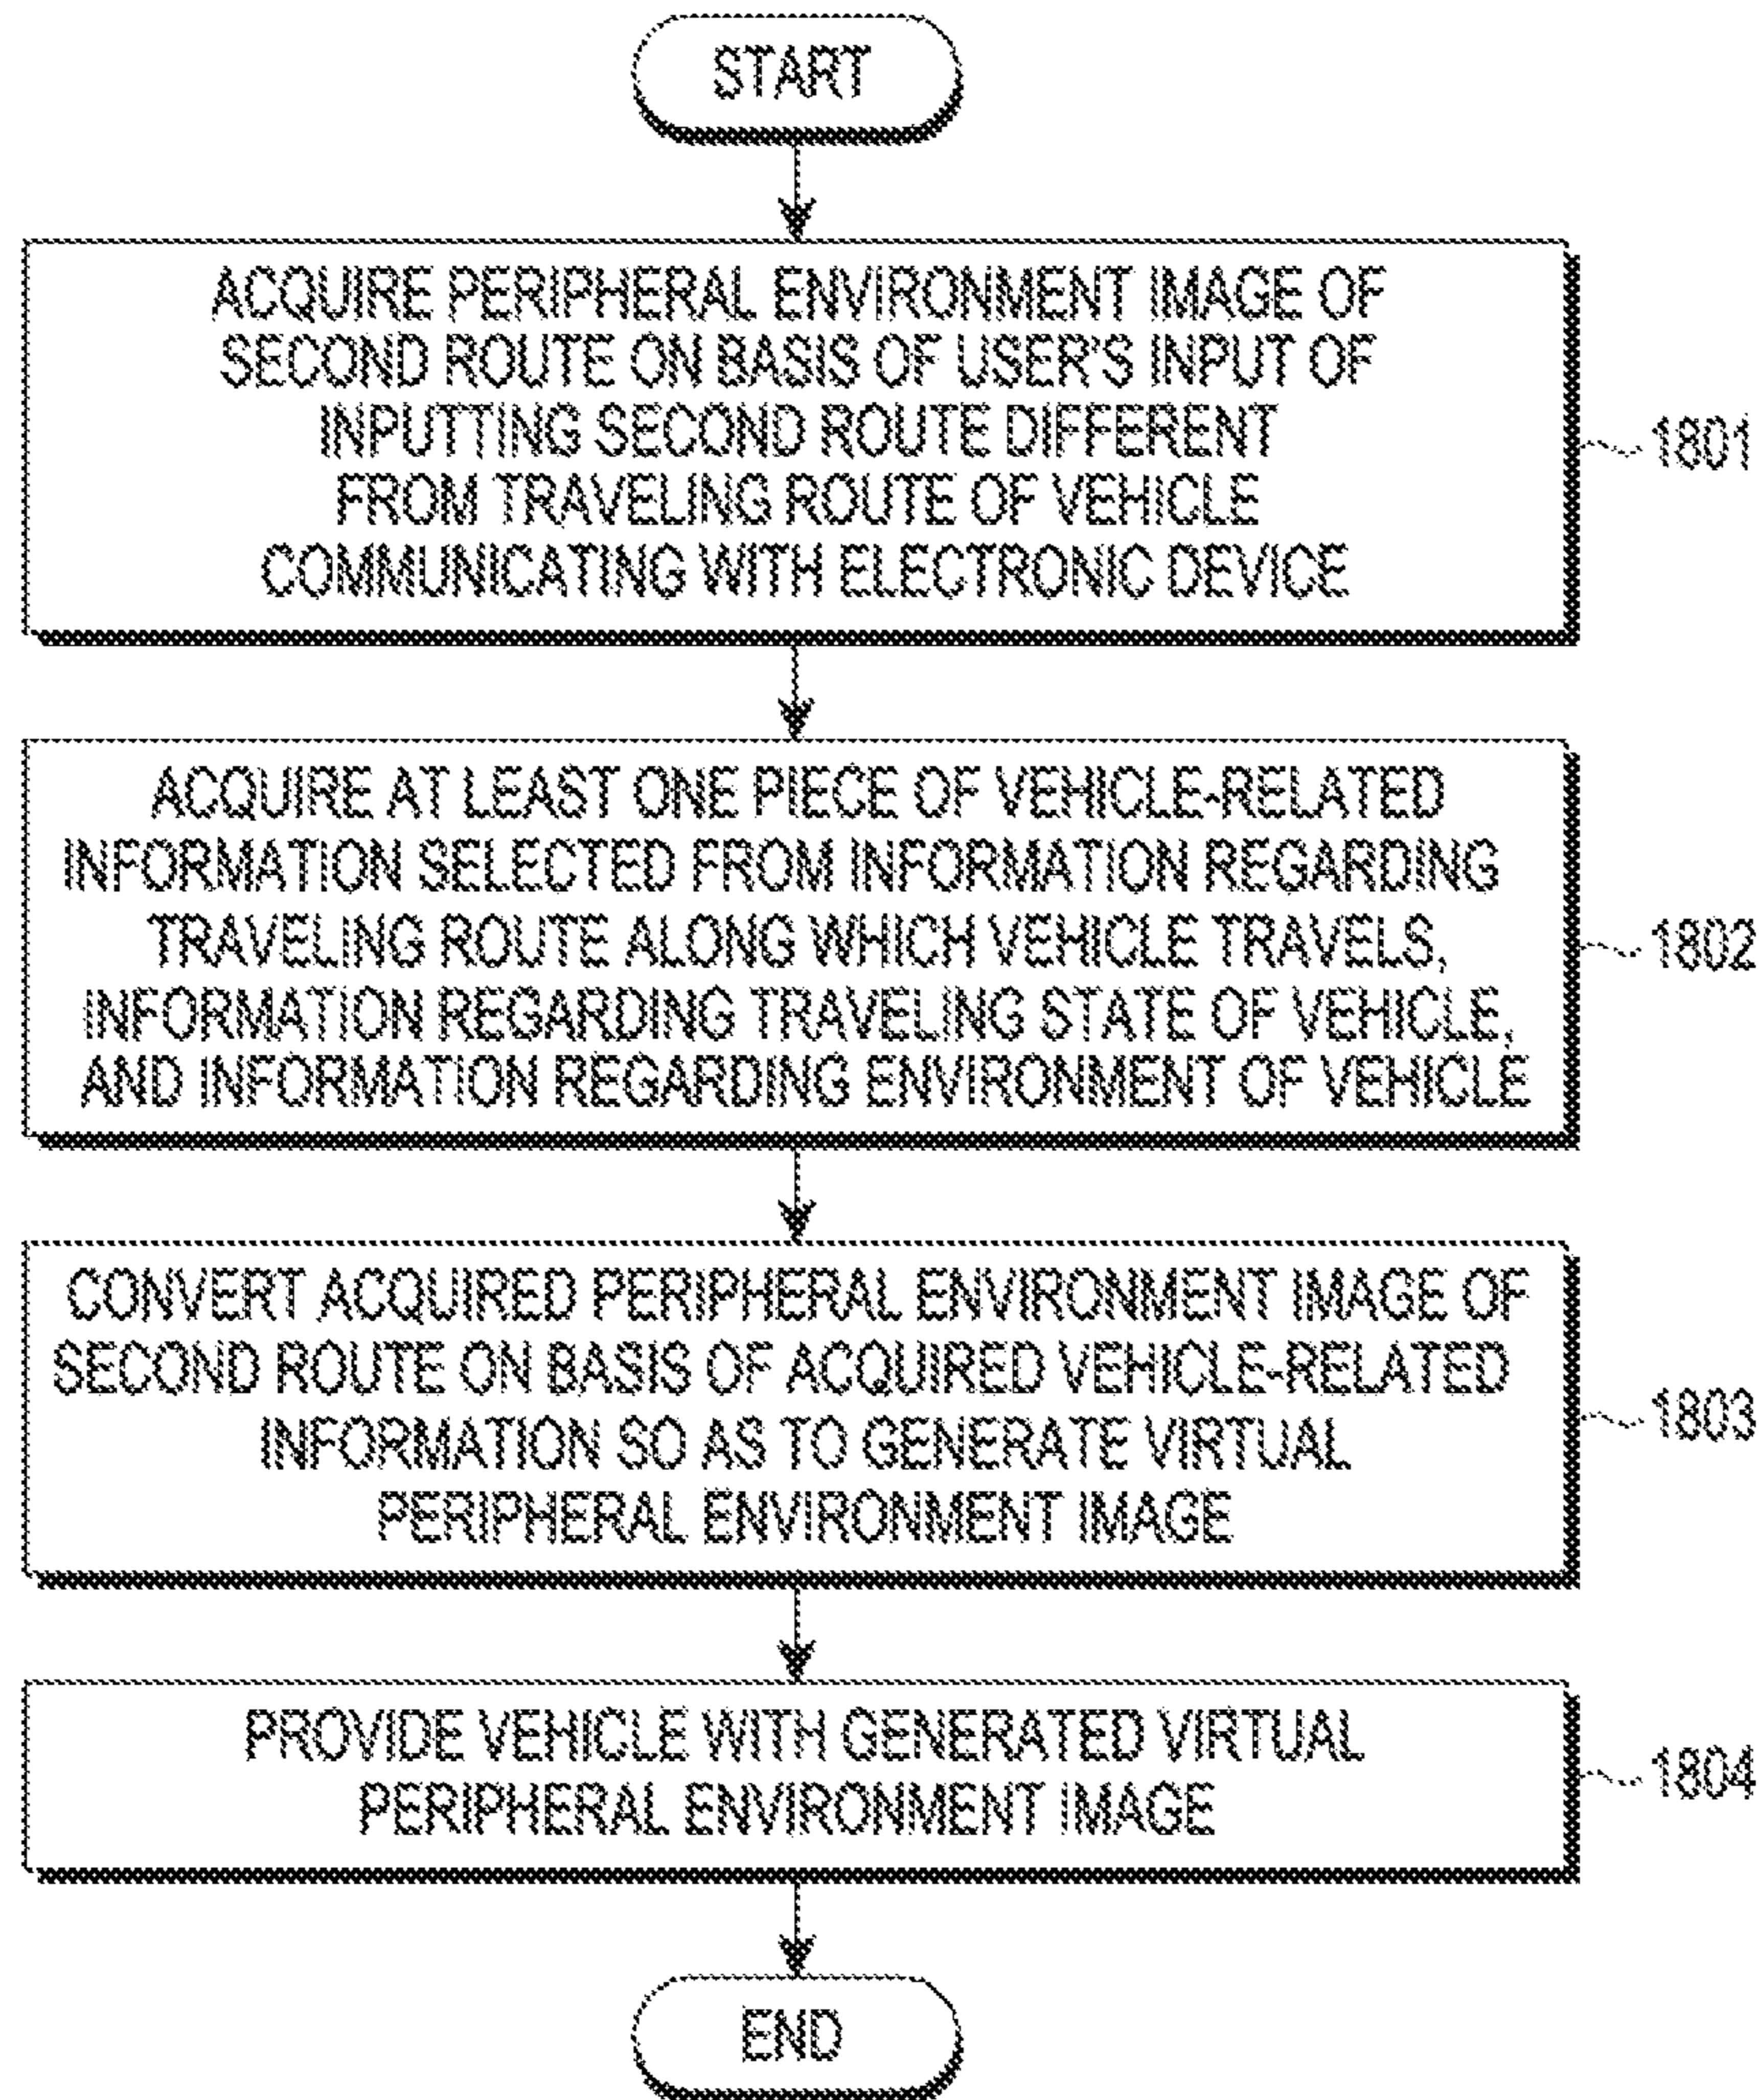 START
ACQUIRE PERIPHERAL ENVIRONMENT IMAGE OF
SECOND ROUTE ON BASIS OF USER'S INPUT OF
INPUTTING SECOND ROUTE DIFFERENT
FROM TRAVELING ROUTE OF VEHICLE
COMMUNICATING WITH ELECTRONIC DEVICE
1801
ACQUIRE AT LEAST ONE PIECE OF VEHICLE-RELATED
INFORMATION SELECTED FROM INFORMATION REGARDING
TRAVELING ROUTE ALONG WHICH VEHICLE TRAVELS,
INFORMATION REGARDING TRAVELING STATE OF VEHICLE,
AND INFORMATION REGARDING ENVIRONMENT OF VEHICLE
1802
CONVERT ACQUIRED PERIPHERAL ENVIRONMENT IMAGE OF
SECOND ROUTE ON BASIS OF ACQUIRED VEHICLE-RELATED
INFORMATION SO AS TO GENERATE VIRTUAL
PERIPHERAL ENVIRONMENT IMAGE
1803
PROVIDE VEHICLE WITH GENERATED VIRTUAL
PERIPHERAL ENVIRONMENT IMAGE
1804
END